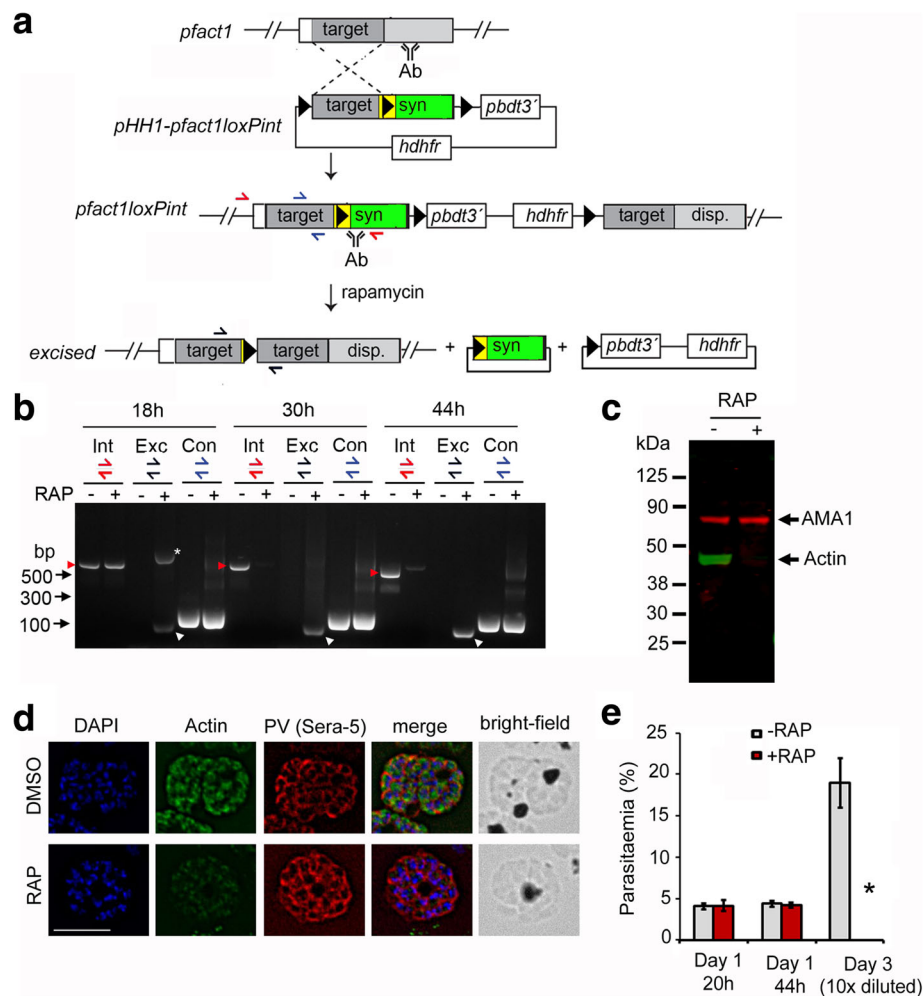 a
pfact1
target
Ab
pHH1-pfact1loxPint
target syn pbdt3´
hdhfr
pfact1loxPint
target syn pbdt3´ hdhfr target disp.
Ab
rapamycin
excised
target target disp. + syn + pbdt3´ hdhfr
b
18h 30h 44h
Int Exc Con Int Exc Con Int Exc Con
RAP - + - + - + - + - + - + - + - + - +
bp
*
500
300
100
c
RAP
- +
kDa
125
90
AMA1
50
Actin
38
30
25
d
DAPI Actin PV (Sera-5) merge bright-field
DMSO
RAP
e
-RAP
+RAP
Parasitaemia (%)
25
20
15
10
5
0
*
Day 1 Day 1 Day 3
20h 44h (10x diluted)